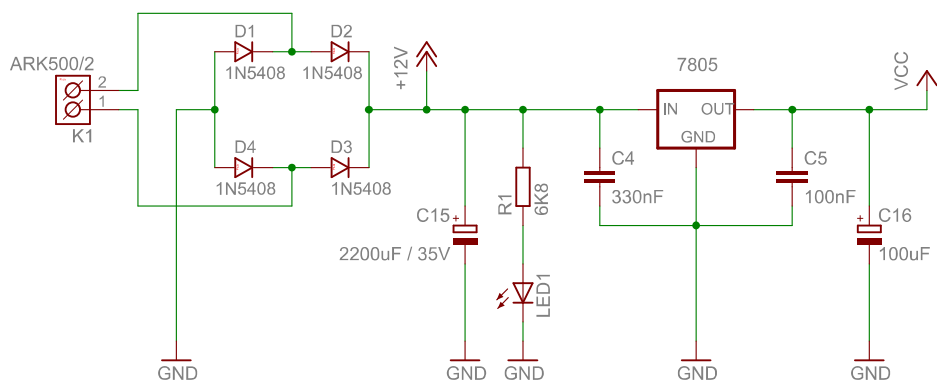 D1
D2
ARK500/2
1N5408
1N5408
+12V
7805
VCC
2
1
K1
IN
OUT
GND
D4
D3
1N5408
1N5408
C4
330nF
C5
100nF
R1
6K8
C15
+
2200uF / 35V
+
C16
100uF
LED1
GND
GND
GND
GND
GND